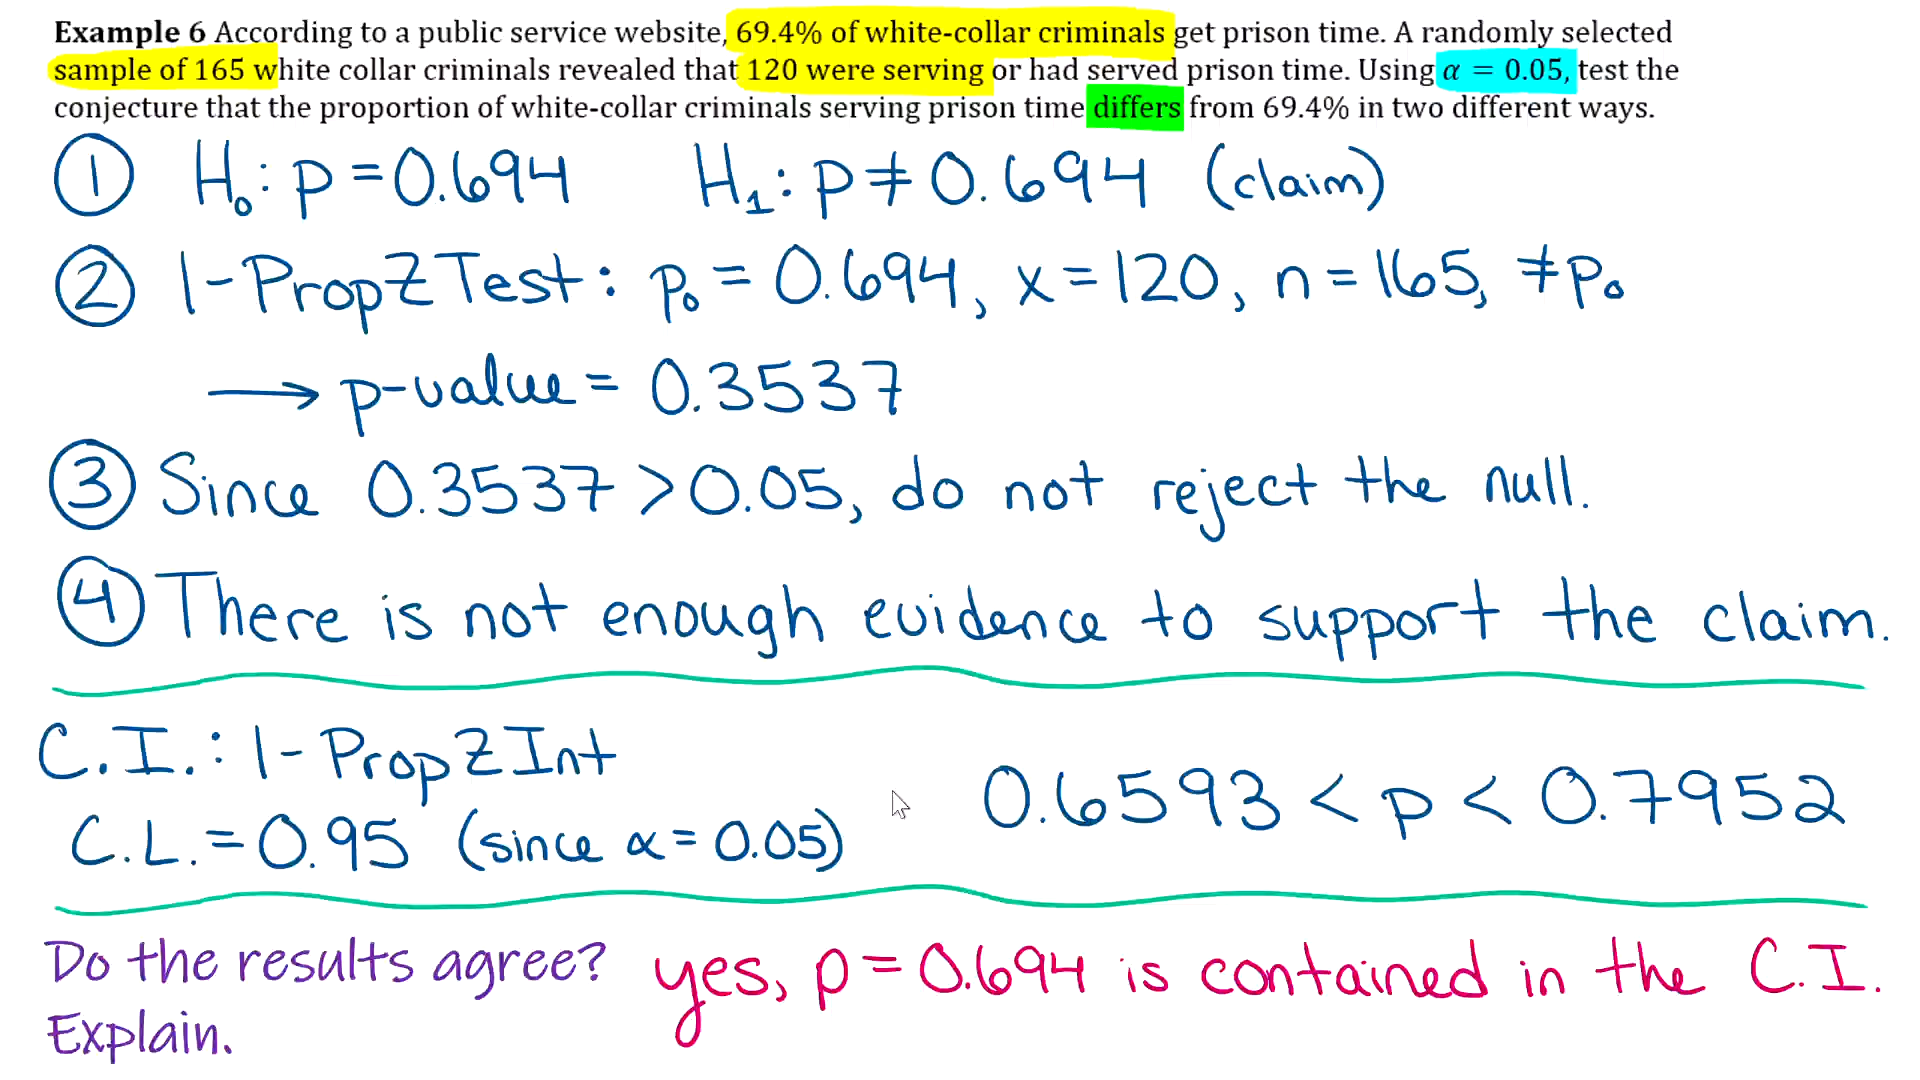 Example 6 According to a public service website, 69.4% of white-collar criminals get prison time. A randomly selected
sample of 165 white collar criminals revealed that 120 were serving or had served prison time. Using α = 0.05, test the
conjecture that the proportion of white-collar criminals serving prison time differs from 69.4% in two different ways.
① H₀: p = 0.694 H₁: p ≠ 0.694 (claim)
② 1-PropZTest: p₀ = 0.694, x = 120, n = 165, ≠p₀
→ p-value = 0.3537
③ Since 0.3537 > 0.05, do not reject the null.
④ There is not enough evidence to support the claim.
C.I.: 1-PropZInt
C.L. = 0.95 (since α = 0.05)
0.6593 < p < 0.7952
Do the results agree? yes, p = 0.694 is contained in the C.I.
Explain.